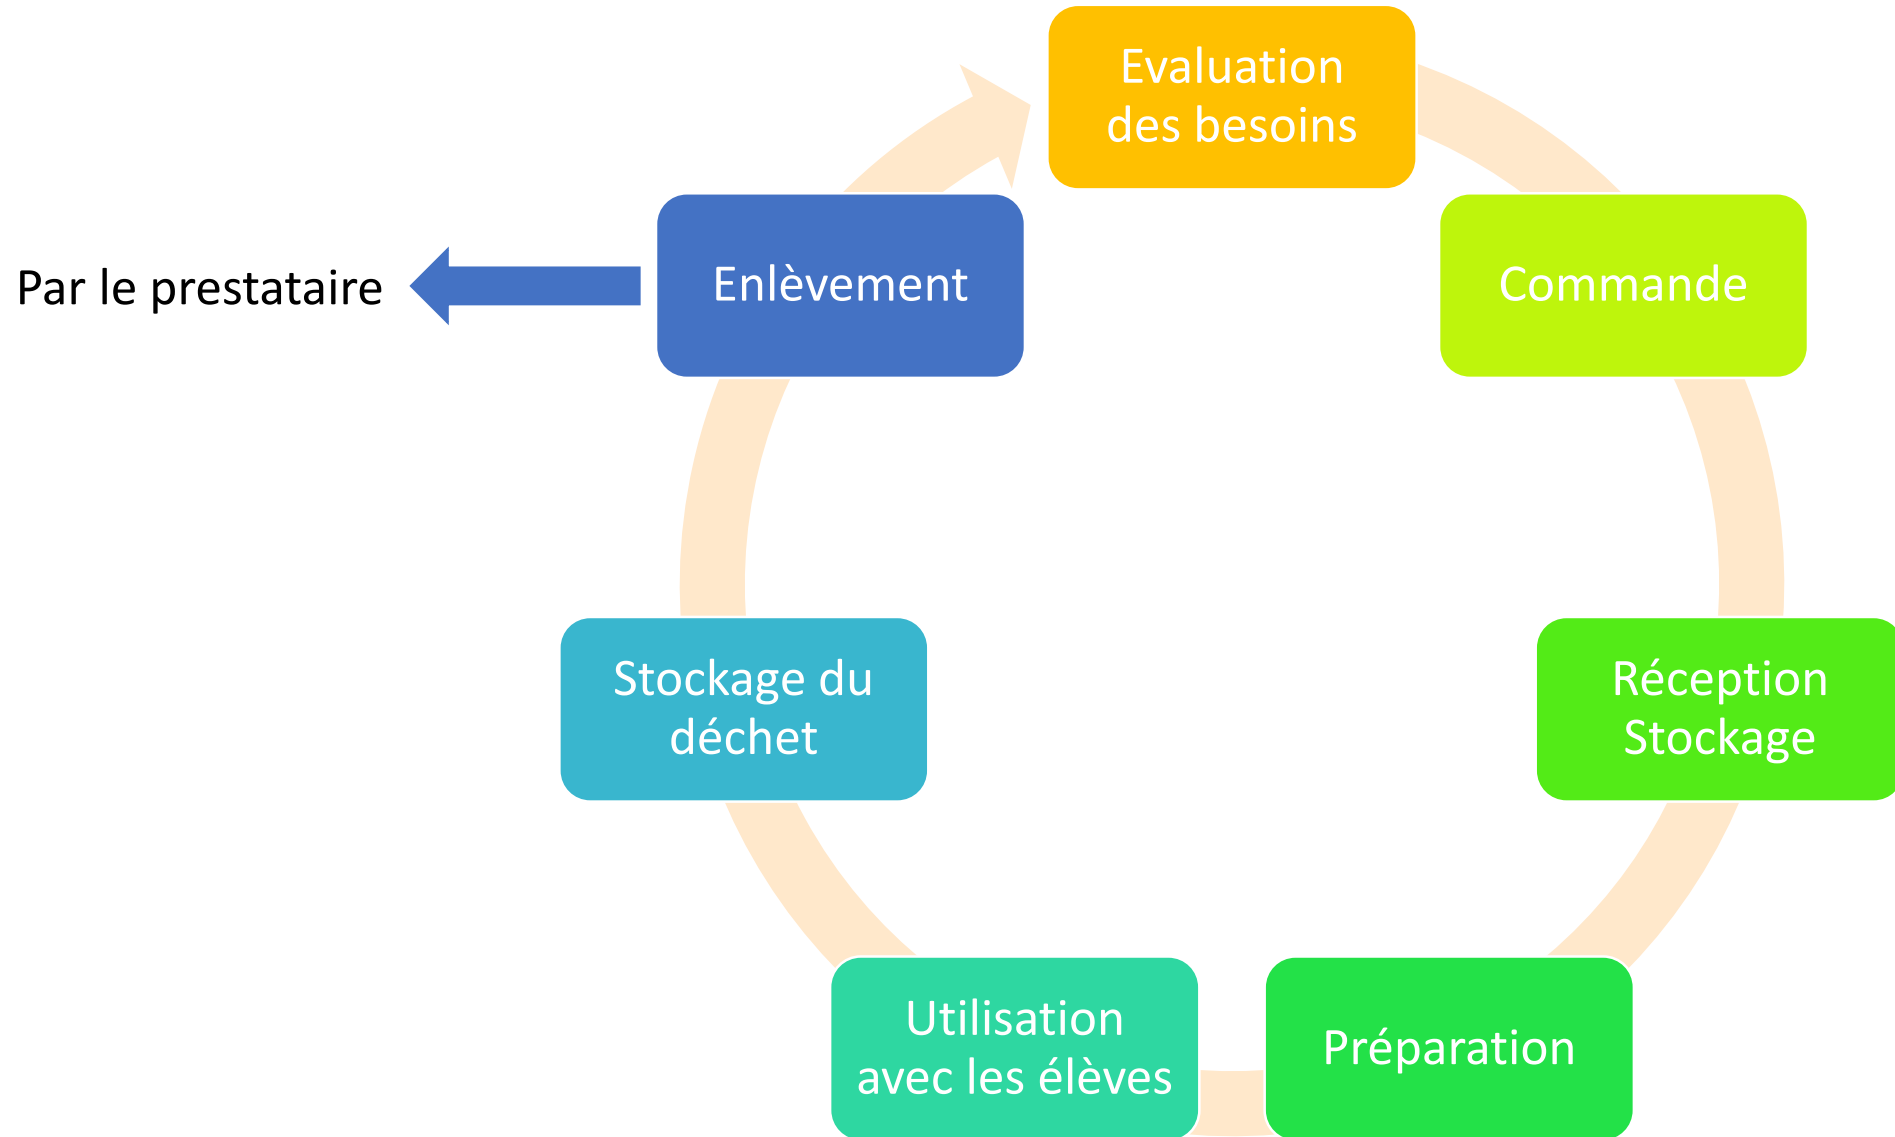 Evaluation
des besoins
Commande
Réception
Stockage
Préparation
Utilisation
avec les élèves
Stockage du
déchet
Enlèvement
Par le prestataire